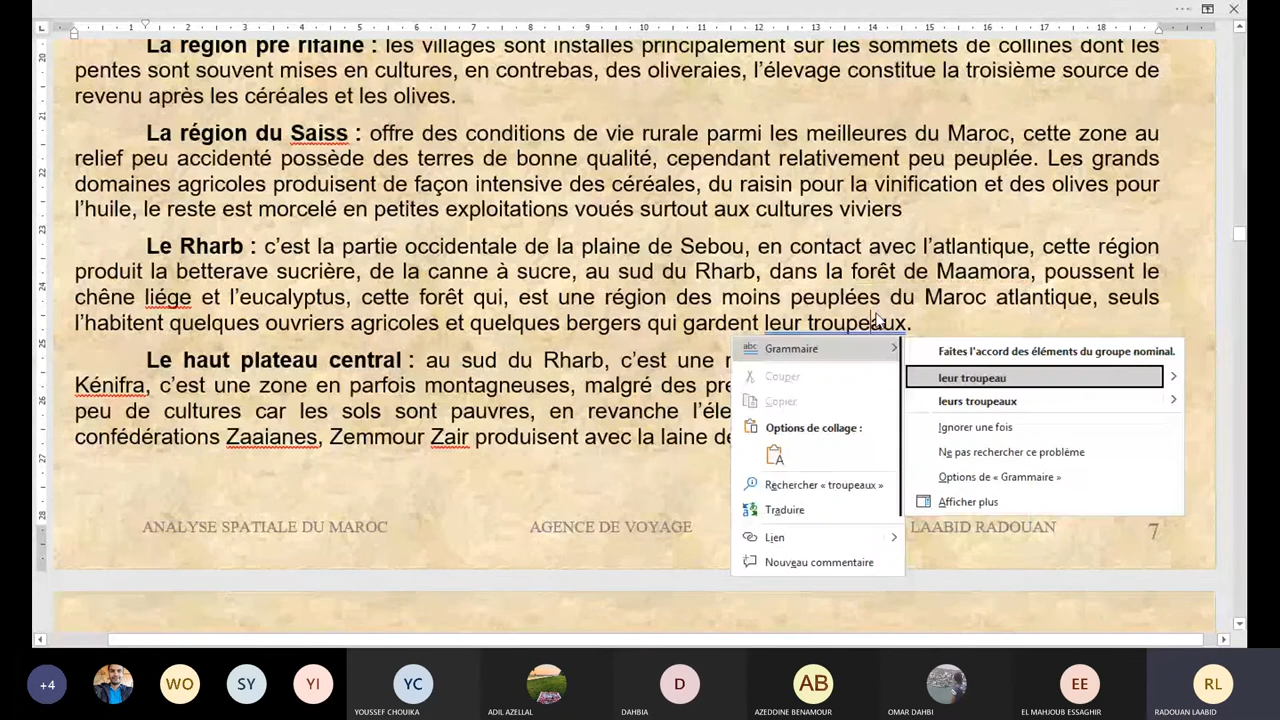 La région pré rifaine : les villages sont installés principalement sur les sommets de collines dont les
pentes sont souvent mises en cultures, en contrebas, des oliveraies, l’élevage constitue la troisième source de
revenu après les céréales et les olives.
La région du Saiss : offre des conditions de vie rurale parmi les meilleures du Maroc, cette zone au
relief peu accidenté possède des terres de bonne qualité, cependant relativement peu peuplée. Les grands
domaines agricoles produisent de façon intensive des céréales, du raisin pour la vinification et des olives pour
l’huile, le reste est morcelé en petites exploitations voués surtout aux cultures viviers
Le Rharb : c’est la partie occidentale de la plaine de Sebou, en contact avec l’atlantique, cette région
produit la betterave sucrière, de la canne à sucre, au sud du Rharb, dans la forêt de Maamora, poussent le
chêne liége et l’eucalyptus, cette forêt qui, est une région des moins peuplées du Maroc atlantique, seuls
l’habitent quelques ouvriers agricoles et quelques bergers qui gardent leur troupeaux.
Le haut plateau central : au sud du Rharb, c’est une
Kénifra, c’est une zone en parfois montagneuses, malgré des
peu de cultures car les sols sont pauvres, en revanche
confédérations Zaaianes, Zemmour Zair produisent avec la laine
Grammaire
Couper
Copier
Options de collage :
Rechercher « troupeaux »
Traduire
Lien
Nouveau commentaire
Faites l’accord des éléments du groupe nominal.
leur troupeau
leurs troupeaux
Ignorer une fois
Ne pas rechercher ce problème
Options de « Grammaire »
Afficher plus
ANALYSE SPATIALE DU MAROC AGENCE DE VOYAGE LAABID RADOUAN 7
+4 WO SY YI YC D AB EE RL
YOUSSEF CHOUIKA ADIL AZELLAL DAHBIA AZEDDINE BENAMOUR OMAR DAHBI EL MAHJOUB ESSAGHIR RADOUAN LAABID